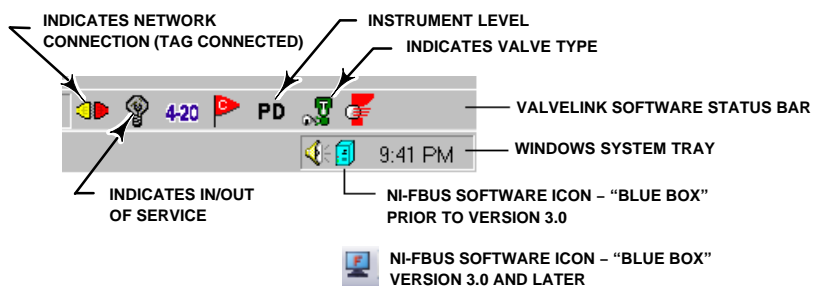 INDICATES NETWORK
CONNECTION (TAG CONNECTED)
INSTRUMENT LEVEL
INDICATES VALVE TYPE
4-20 C PD T
VALVELINK SOFTWARE STATUS BAR
9:41 PM
WINDOWS SYSTEM TRAY
INDICATES IN/OUT
OF SERVICE
NI-FBUS SOFTWARE ICON – “BLUE BOX”
PRIOR TO VERSION 3.0
F
NI-FBUS SOFTWARE ICON – “BLUE BOX”
VERSION 3.0 AND LATER